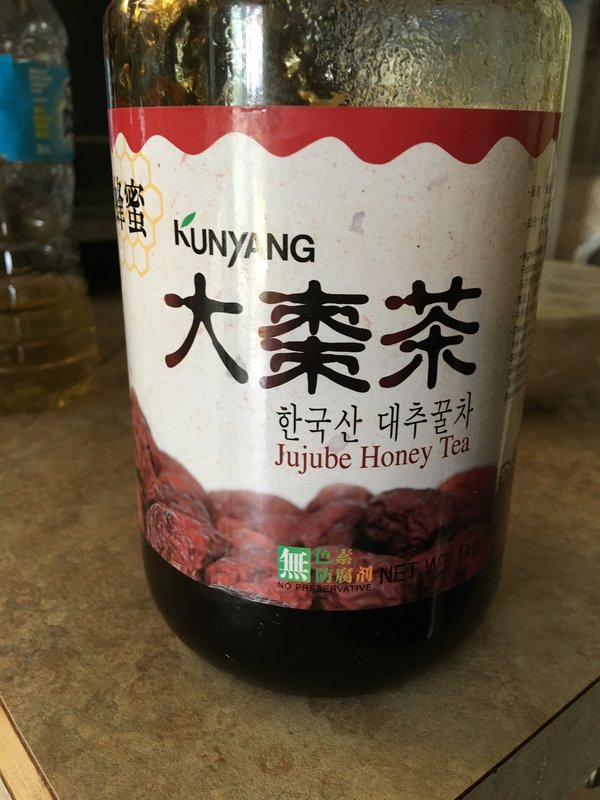 蜂蜜
KUNYANG
大棗茶
한국산 대추꿀차
Jujube Honey Tea
無 色素
防腐剤
NO PRESERVATIVE
NET WT 1kg